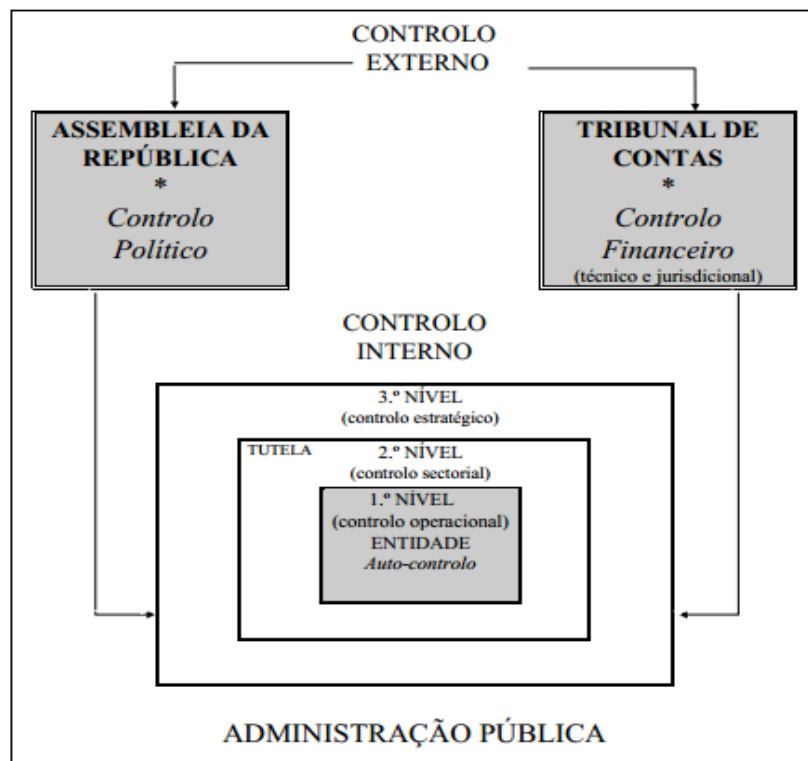 CONTROLO
EXTERNO
ASSEMBLEIA DA
REPÚBLICA
*
Controlo
Político
TRIBUNAL DE
CONTAS
*
Controlo
Financeiro
(técnico e jurisdicional)
CONTROLO
INTERNO
3.º NÍVEL
(controlo estratégico)
TUTELA
2.º NÍVEL
(controlo sectorial)
1.º NÍVEL
(controlo operacional)
ENTIDADE
Auto-controlo
ADMINISTRAÇÃO PÚBLICA